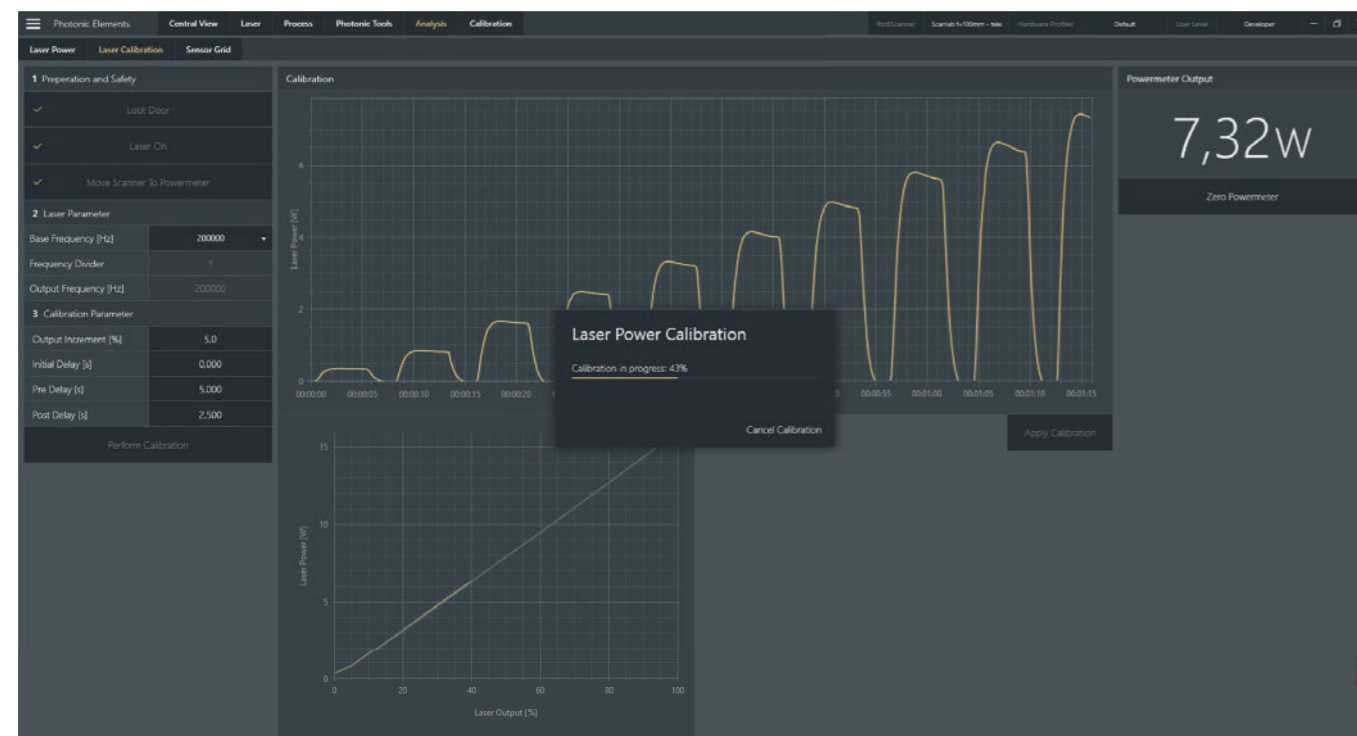 Photonic Elements Central View Laser Process Photonic Tools Analysis Calibration Scanlab f=100mm - tele Hardware Profiles Default User Level Developer
Laser Power Laser Calibration Sensor Grid
1 Preperation and Safety
Lock Door
Laser On
Move Scanner To Powermeter
2 Laser Parameter
Base Frequency [Hz] 200000
Frequency Divider 1
Output Frequency [Hz] 200000
3 Calibration Parameter
Output Increment [%] 5.0
Initial Delay [s] 0.000
Pre Delay [s] 5.000
Post Delay [s] 2.500
Perform Calibration
Calibration
Laser Power [W]
6
4
2
0
00:00:00 00:00:05 00:00:10 00:00:15 00:00:20 00:00:55 00:01:00 00:01:05 00:01:10 00:01:15
Laser Power Calibration
Calibration in progress: 43%
Cancel Calibration
Apply Calibration
Laser Power [W]
15
10
5
0
0 20 40 60 80 100
Laser Output [%]
Powermeter Output
7,32W
Zero Powermeter